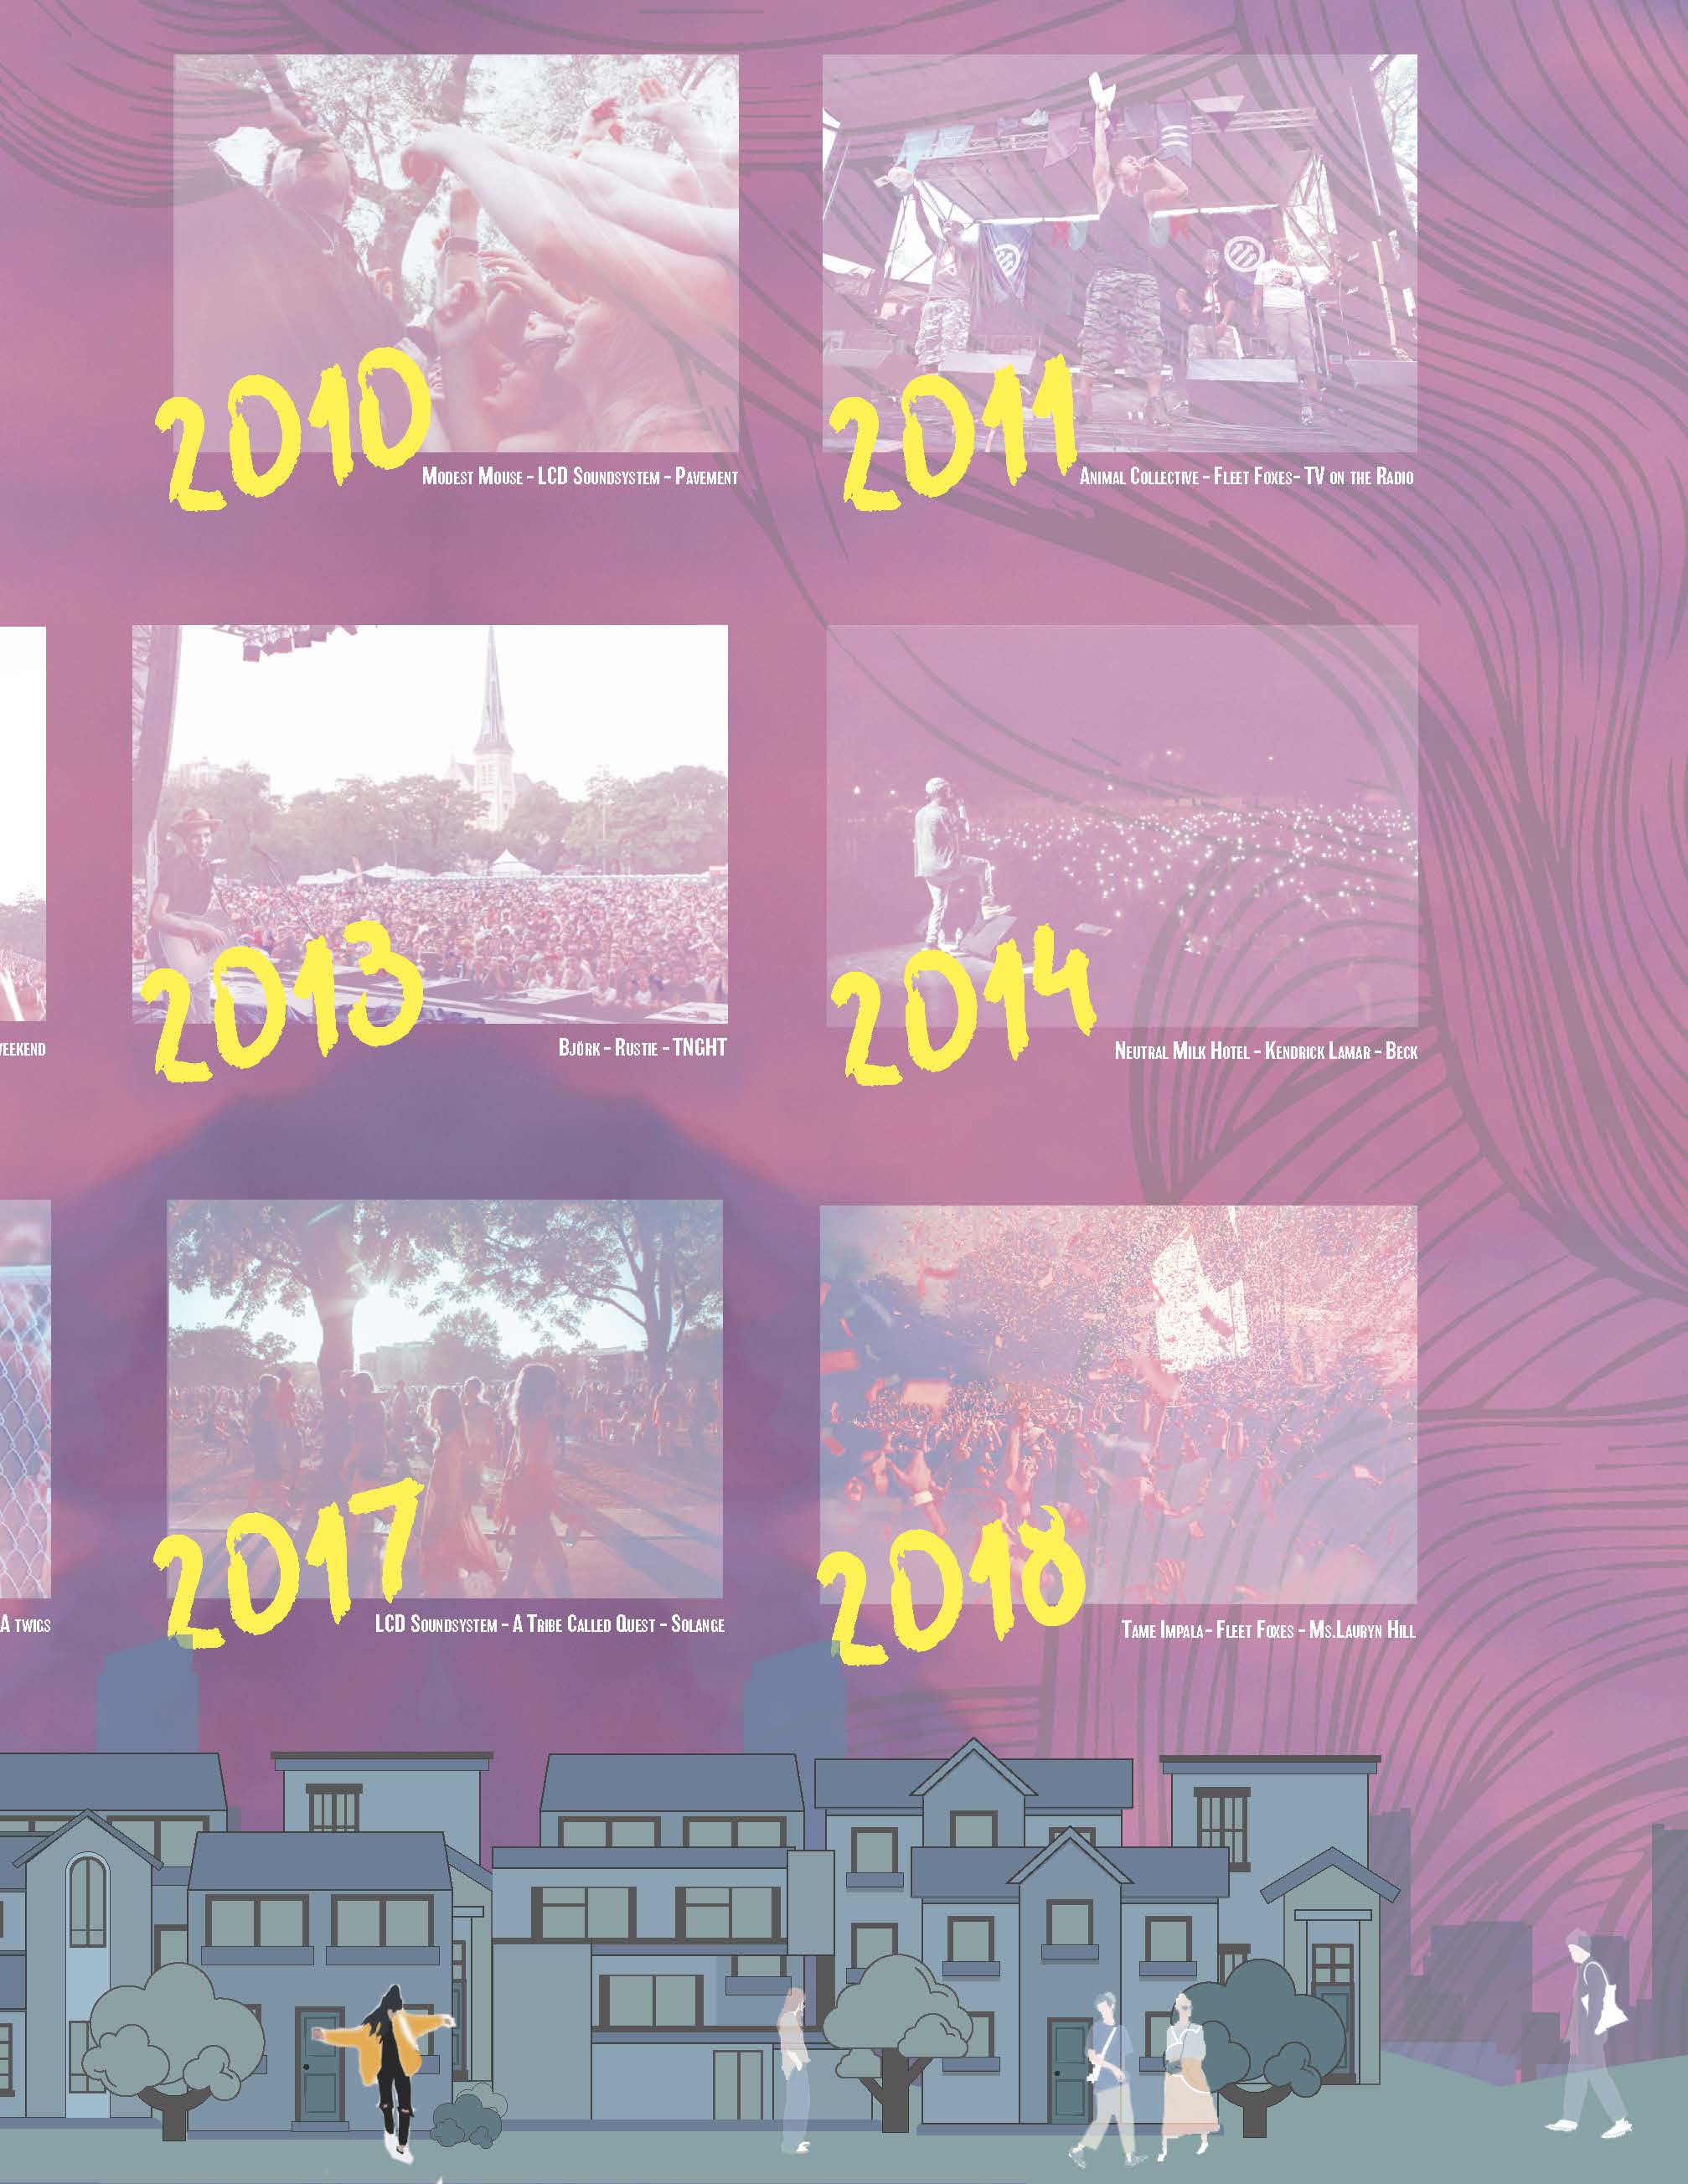 2010
Modest Mouse - LCD Soundsystem - Pavement
2011
Animal Collective - Fleet Foxes- TV on the Radio
2013
Björk - Rustie - TNGHT
2014
Neutral Milk Hotel - Kendrick Lamar - Beck
eekend
2017
LCD Soundsystem - A Tribe Called Quest - Solange
2018
Tame Impala- Fleet Foxes - Ms.Lauryn Hill
A twigs